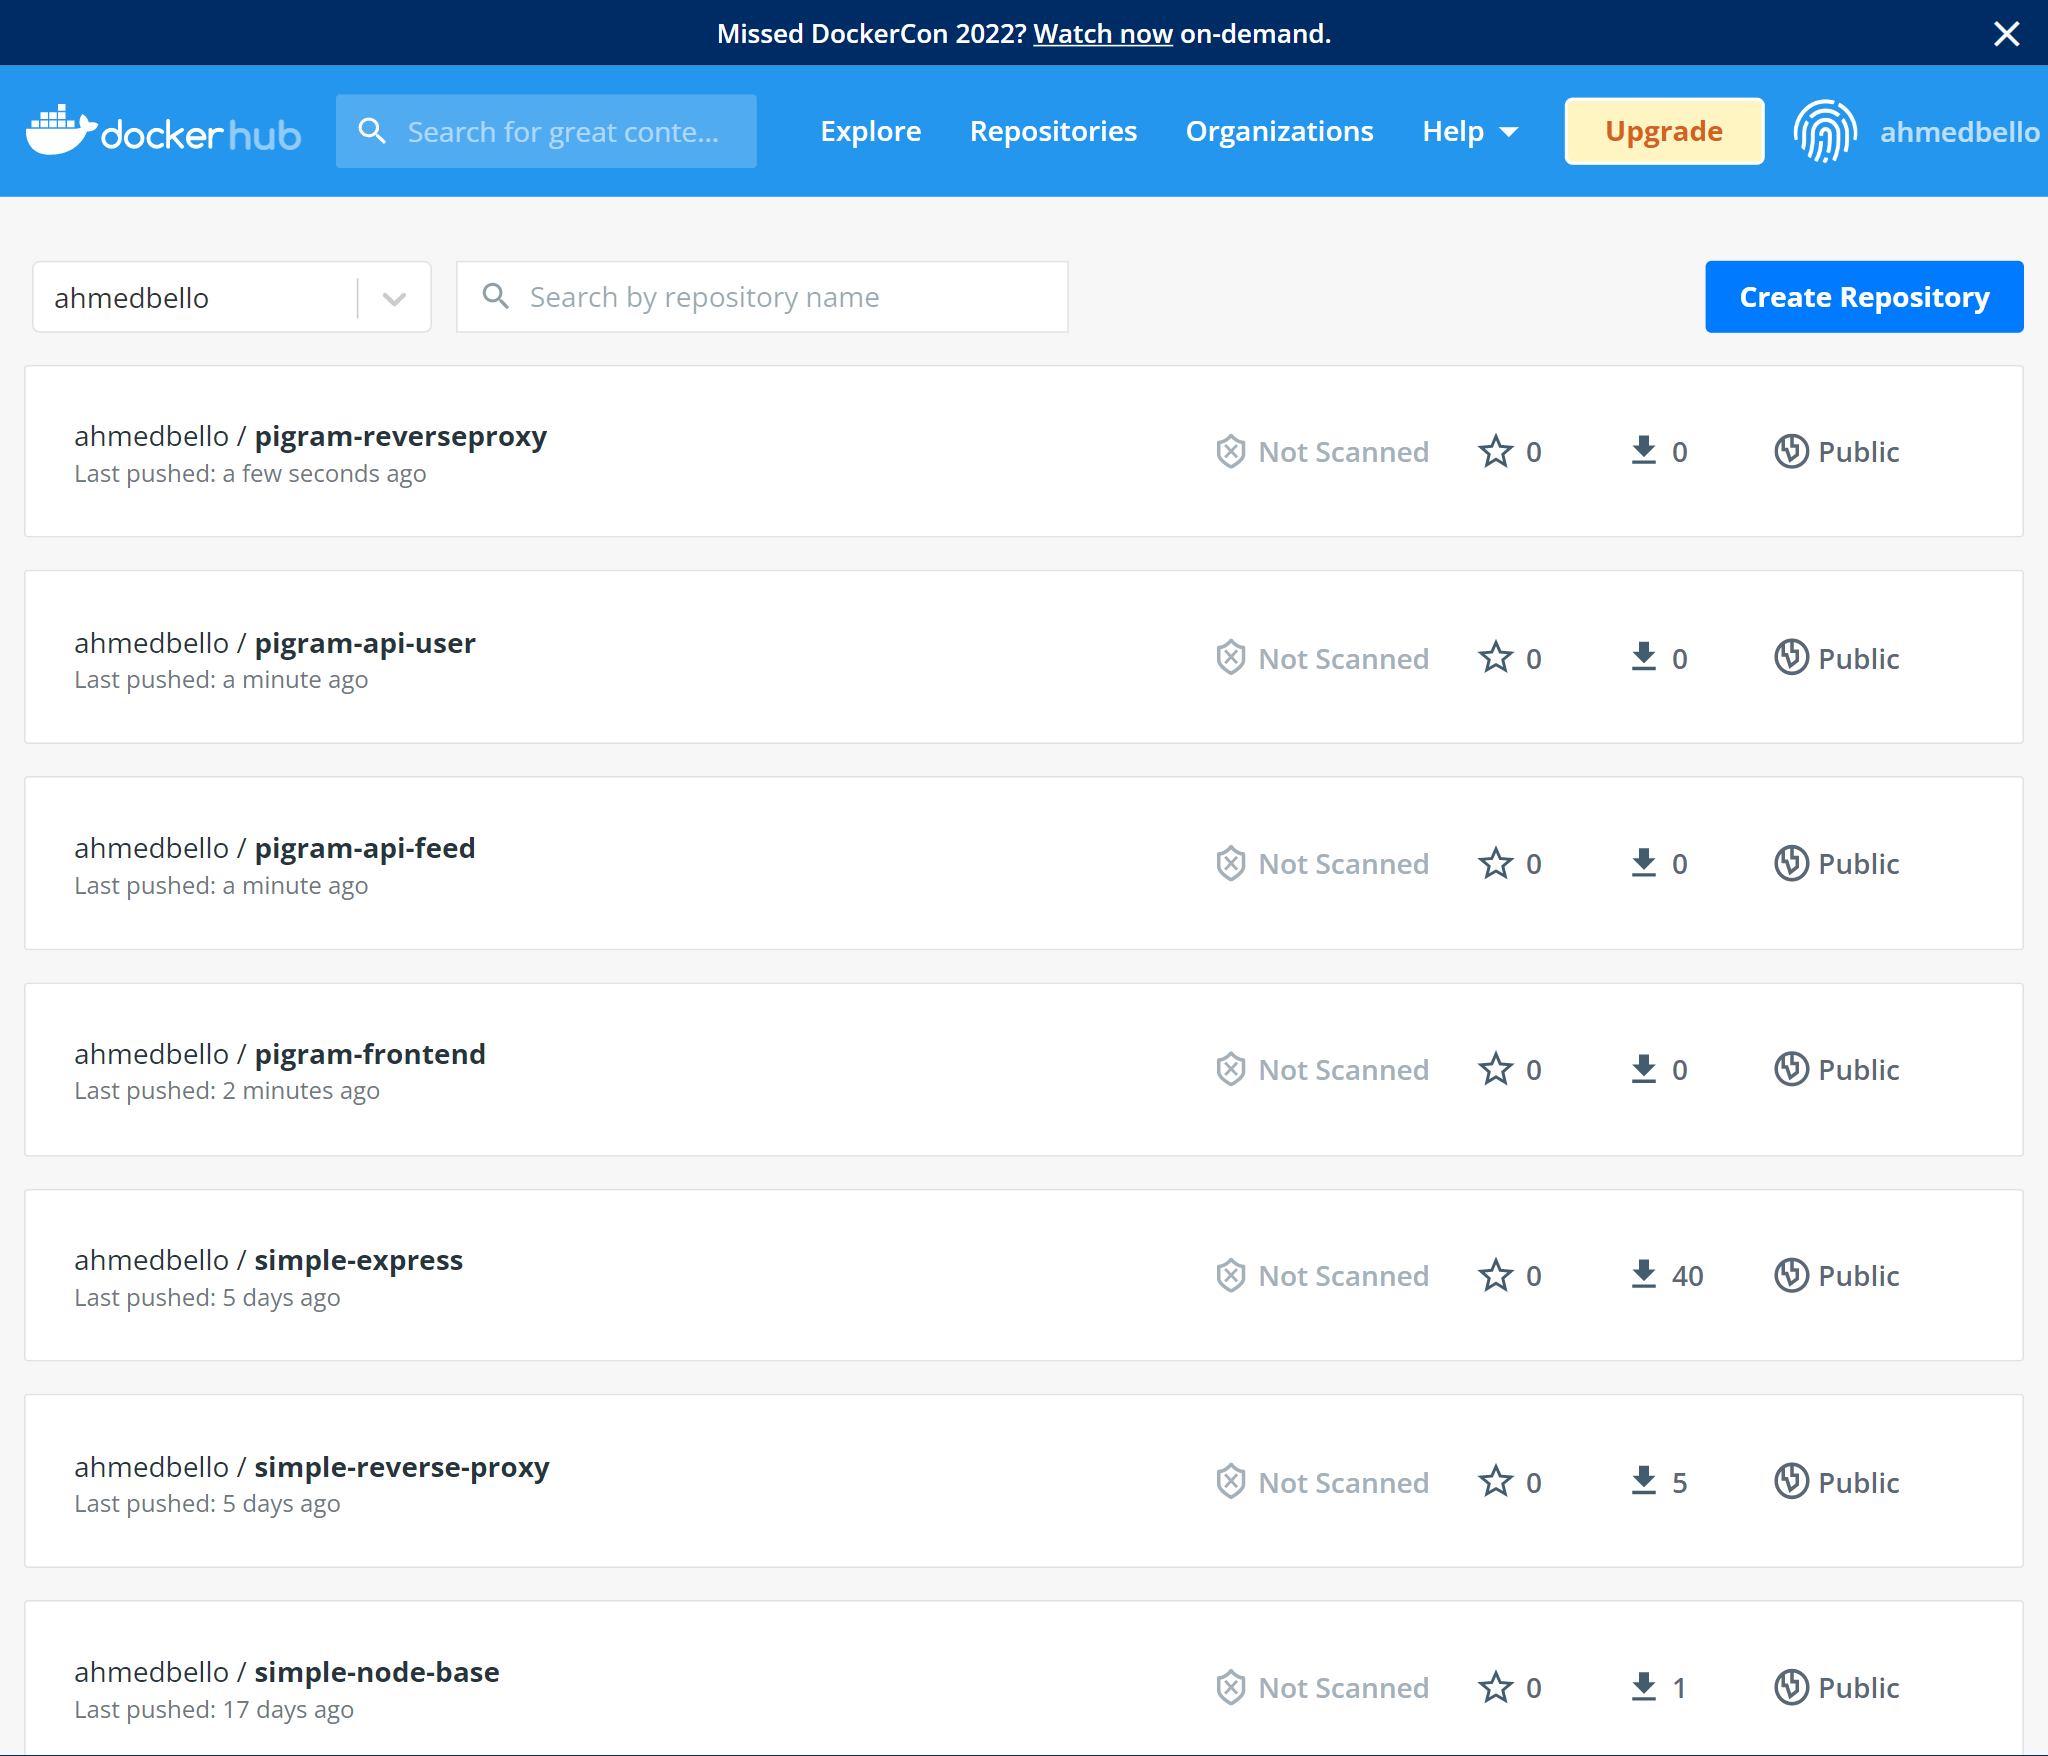 Missed DockerCon 2022? Watch now on-demand.
docker hub Search for great conte... Explore Repositories Organizations Help Upgrade ahmedbello
ahmedbello Search by repository name Create Repository
ahmedbello / pigram-reverseproxy
Last pushed: a few seconds ago
Not Scanned 0 0 Public
ahmedbello / pigram-api-user
Last pushed: a minute ago
Not Scanned 0 0 Public
ahmedbello / pigram-api-feed
Last pushed: a minute ago
Not Scanned 0 0 Public
ahmedbello / pigram-frontend
Last pushed: 2 minutes ago
Not Scanned 0 0 Public
ahmedbello / simple-express
Last pushed: 5 days ago
Not Scanned 0 40 Public
ahmedbello / simple-reverse-proxy
Last pushed: 5 days ago
Not Scanned 0 5 Public
ahmedbello / simple-node-base
Last pushed: 17 days ago
Not Scanned 0 1 Public